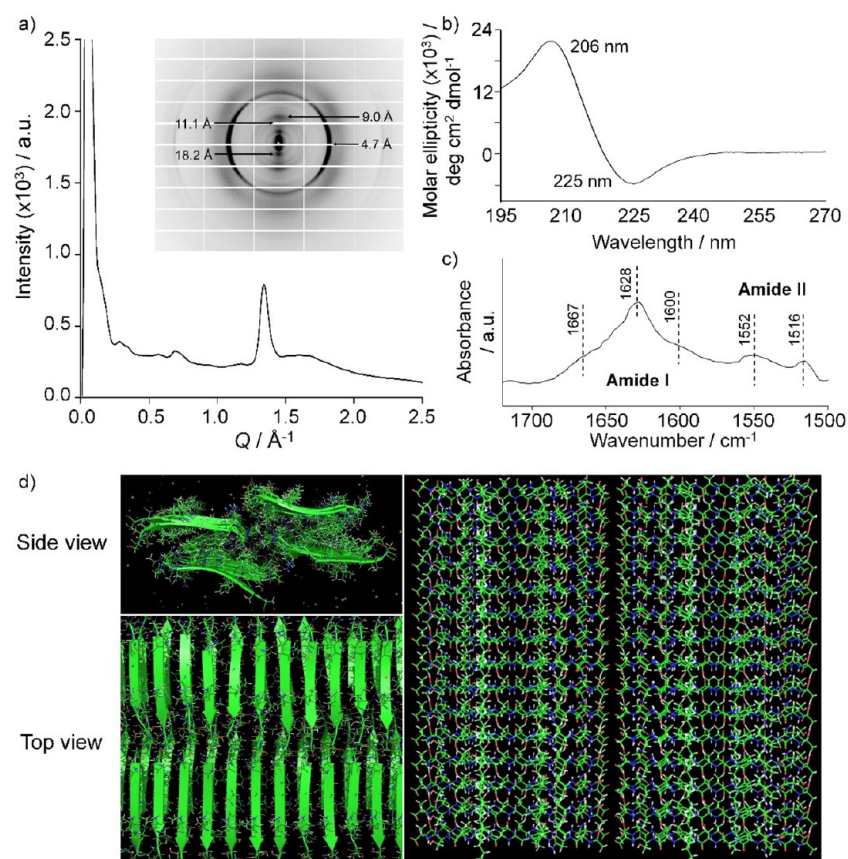 a)
Intensity (x10³) / a.u.
2.5
2.0
1.5
1.0
0.5
0.0
0.0 0.5 1.0 1.5 2.0 2.5
Q / Å⁻¹
11.1 Å
9.0 Å
18.2 Å
4.7 Å
b)
Molar ellipticity (x10³) /
deg cm² dmol⁻¹
24
12
0
206 nm
225 nm
195 210 225 240 255 270
Wavelength / nm
c)
Absorbance
/ a.u.
1667
1628
1600
Amide II
1552
1516
Amide I
1700 1650 1600 1550 1500
Wavenumber / cm⁻¹
d)
Side view
Top view